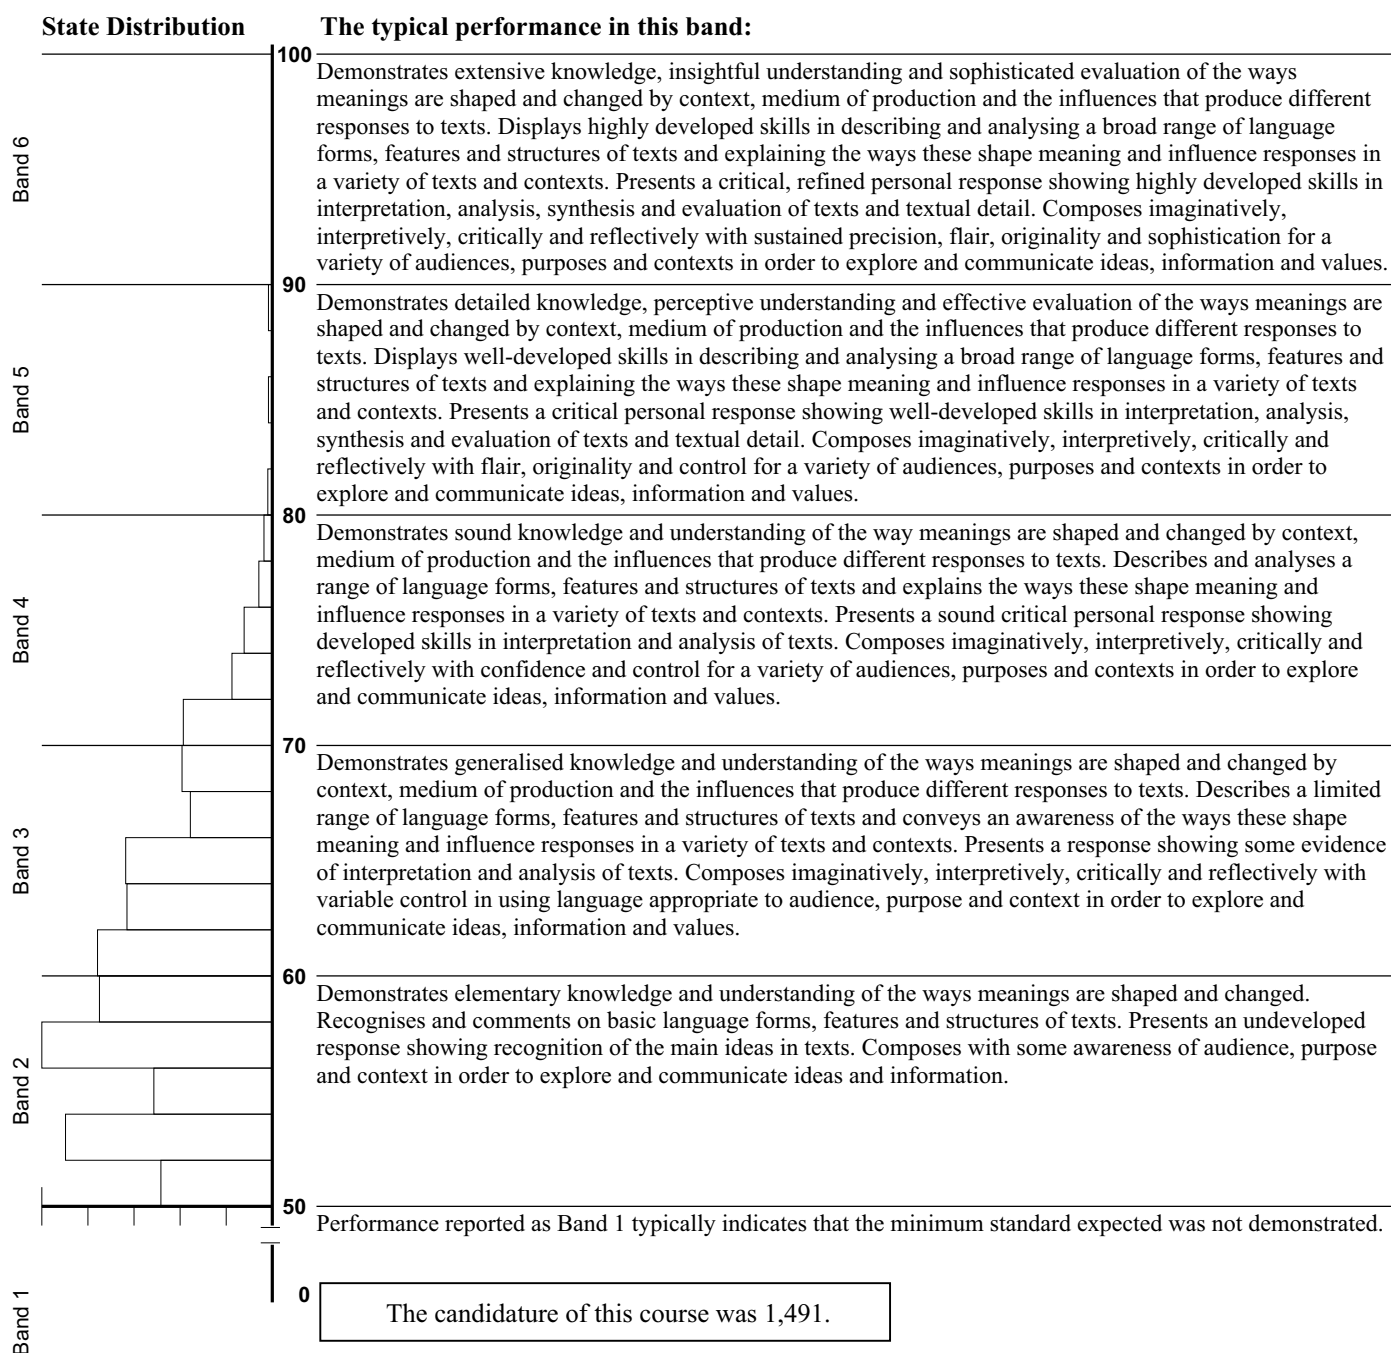 State Distribution
The typical performance in this band:
100
Band 6
Demonstrates extensive knowledge, insightful understanding and sophisticated evaluation of the ways
meanings are shaped and changed by context, medium of production and the influences that produce different
responses to texts. Displays highly developed skills in describing and analysing a broad range of language
forms, features and structures of texts and explaining the ways these shape meaning and influence responses in
a variety of texts and contexts. Presents a critical, refined personal response showing highly developed skills in
interpretation, analysis, synthesis and evaluation of texts and textual detail. Composes imaginatively,
interpretively, critically and reflectively with sustained precision, flair, originality and sophistication for a
variety of audiences, purposes and contexts in order to explore and communicate ideas, information and values.
90
Band 5
Demonstrates detailed knowledge, perceptive understanding and effective evaluation of the ways meanings are
shaped and changed by context, medium of production and the influences that produce different responses to
texts. Displays well-developed skills in describing and analysing a broad range of language forms, features and
structures of texts and explaining the ways these shape meaning and influence responses in a variety of texts
and contexts. Presents a critical personal response showing well-developed skills in interpretation, analysis,
synthesis and evaluation of texts and textual detail. Composes imaginatively, interpretively, critically and
reflectively with flair, originality and control for a variety of audiences, purposes and contexts in order to
explore and communicate ideas, information and values.
80
Band 4
Demonstrates sound knowledge and understanding of the way meanings are shaped and changed by context,
medium of production and the influences that produce different responses to texts. Describes and analyses a
range of language forms, features and structures of texts and explains the ways these shape meaning and
influence responses in a variety of texts and contexts. Presents a sound critical personal response showing
developed skills in interpretation and analysis of texts. Composes imaginatively, interpretively, critically and
reflectively with confidence and control for a variety of audiences, purposes and contexts in order to explore
and communicate ideas, information and values.
70
Band 3
Demonstrates generalised knowledge and understanding of the ways meanings are shaped and changed by
context, medium of production and the influences that produce different responses to texts. Describes a limited
range of language forms, features and structures of texts and conveys an awareness of the ways these shape
meaning and influence responses in a variety of texts and contexts. Presents a response showing some evidence
of interpretation and analysis of texts. Composes imaginatively, interpretively, critically and reflectively with
variable control in using language appropriate to audience, purpose and context in order to explore and
communicate ideas, information and values.
60
Band 2
Demonstrates elementary knowledge and understanding of the ways meanings are shaped and changed.
Recognises and comments on basic language forms, features and structures of texts. Presents an undeveloped
response showing recognition of the main ideas in texts. Composes with some awareness of audience, purpose
and context in order to explore and communicate ideas and information.
50
Performance reported as Band 1 typically indicates that the minimum standard expected was not demonstrated.
Band 1
0
The candidature of this course was 1,491.